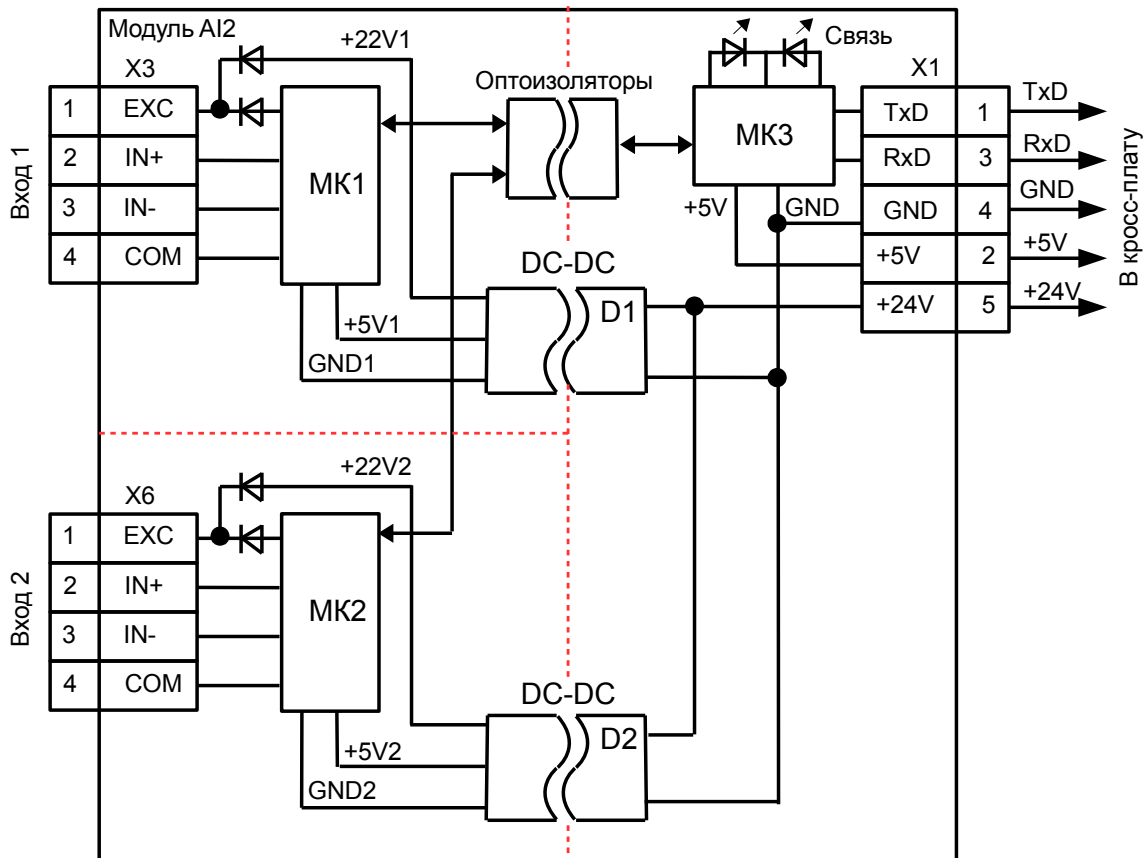 Модуль AI2
+22V1
Связь
X3
Оптоизоляторы
X1
1 EXC
2 IN+
3 IN-
4 COM
Вход 1
МК1
МК3
TxD 1 TxD
RxD 3 RxD
GND 4 GND
+5V 2 +5V
+24V 5 +24V
В кросс-плату
+5V
GND
DC-DC
D1
+5V1
GND1
+22V2
X6
1 EXC
2 IN+
3 IN-
4 COM
Вход 2
МК2
DC-DC
D2
+5V2
GND2